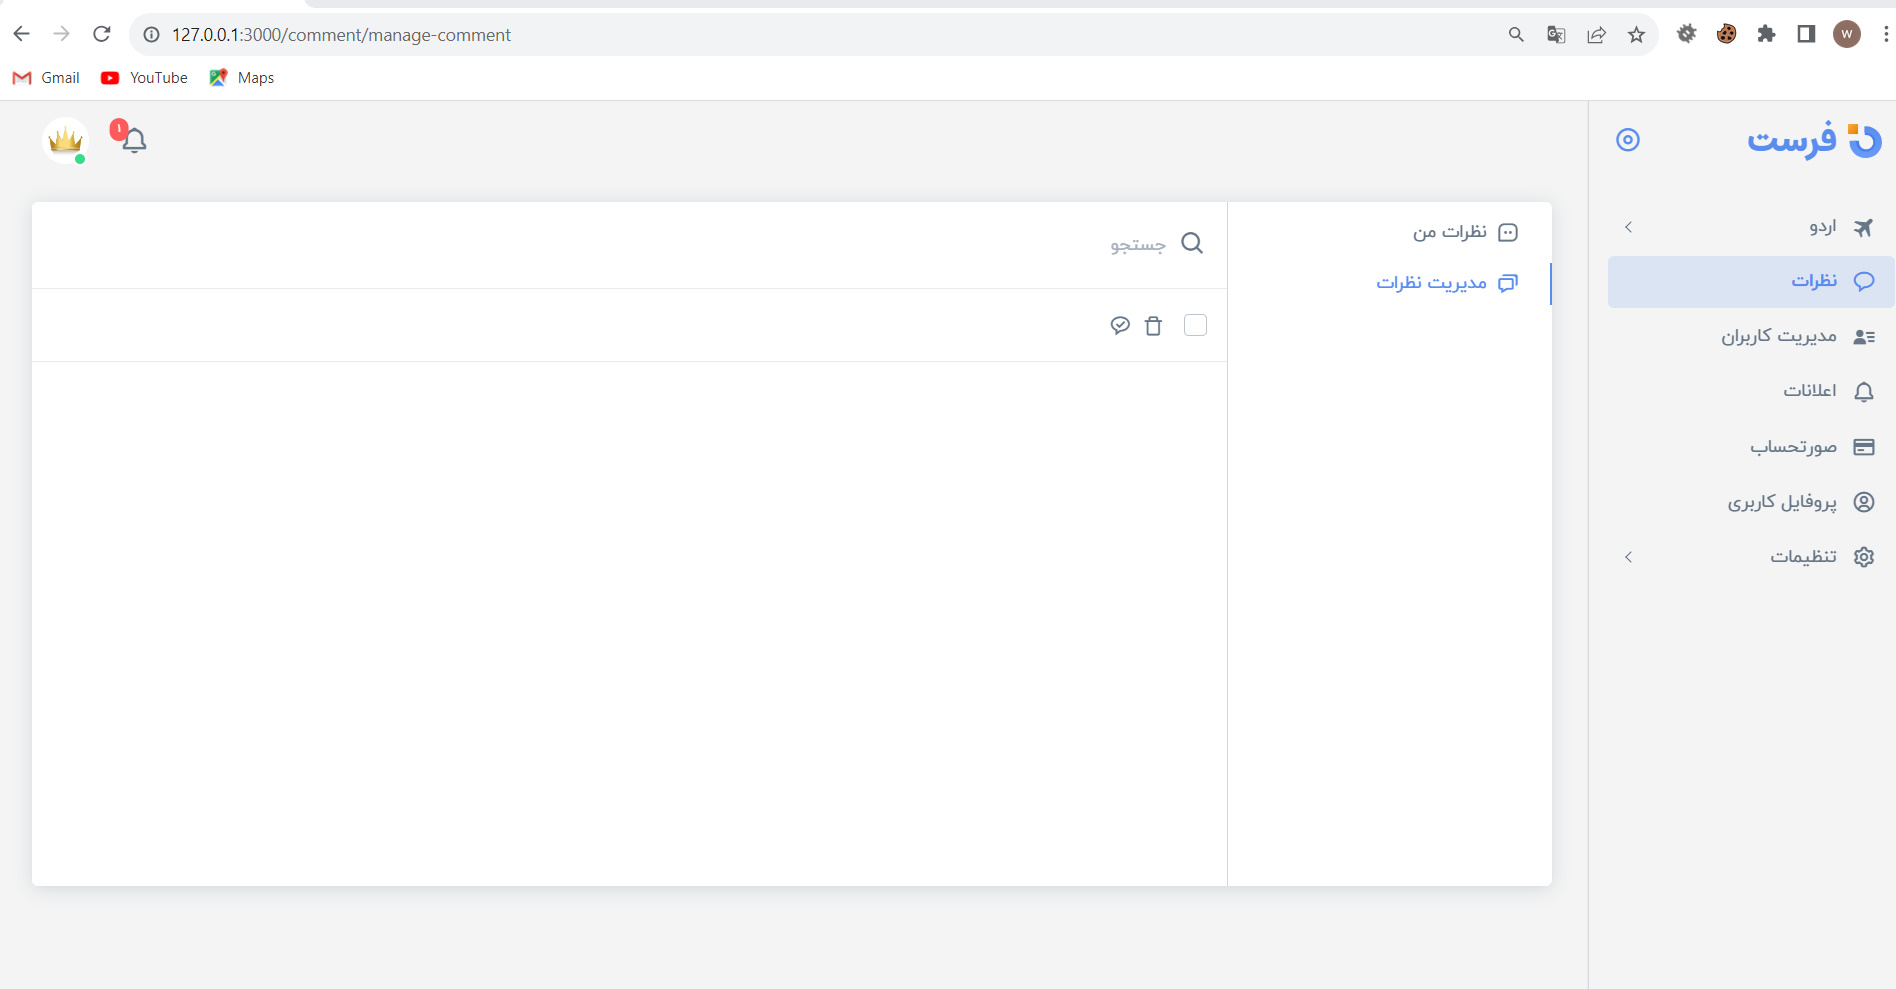 127.0.0.1:3000/comment/manage-comment
W
Gmail
YouTube
Maps
فرست
۱
اردو
نظرات
مدیریت کاربران
اعلانات
صورتحساب
پروفایل کاربری
تنظیمات
نظرات من
مدیریت نظرات
جستجو